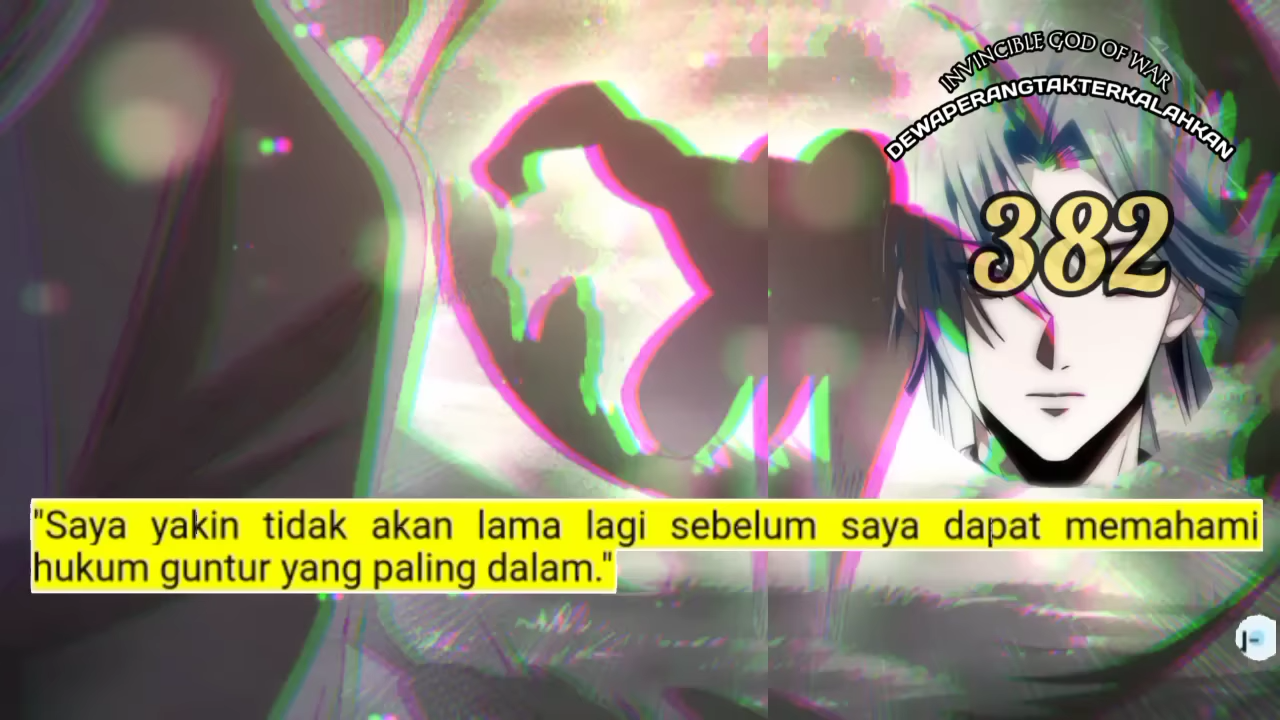 INVINCIBLE GOD OF WAR
DEWAPERANGTAKTERKALAHKAN
382
"Saya yakin tidak akan lama lagi sebelum saya dapat memahami
hukum guntur yang paling dalam."